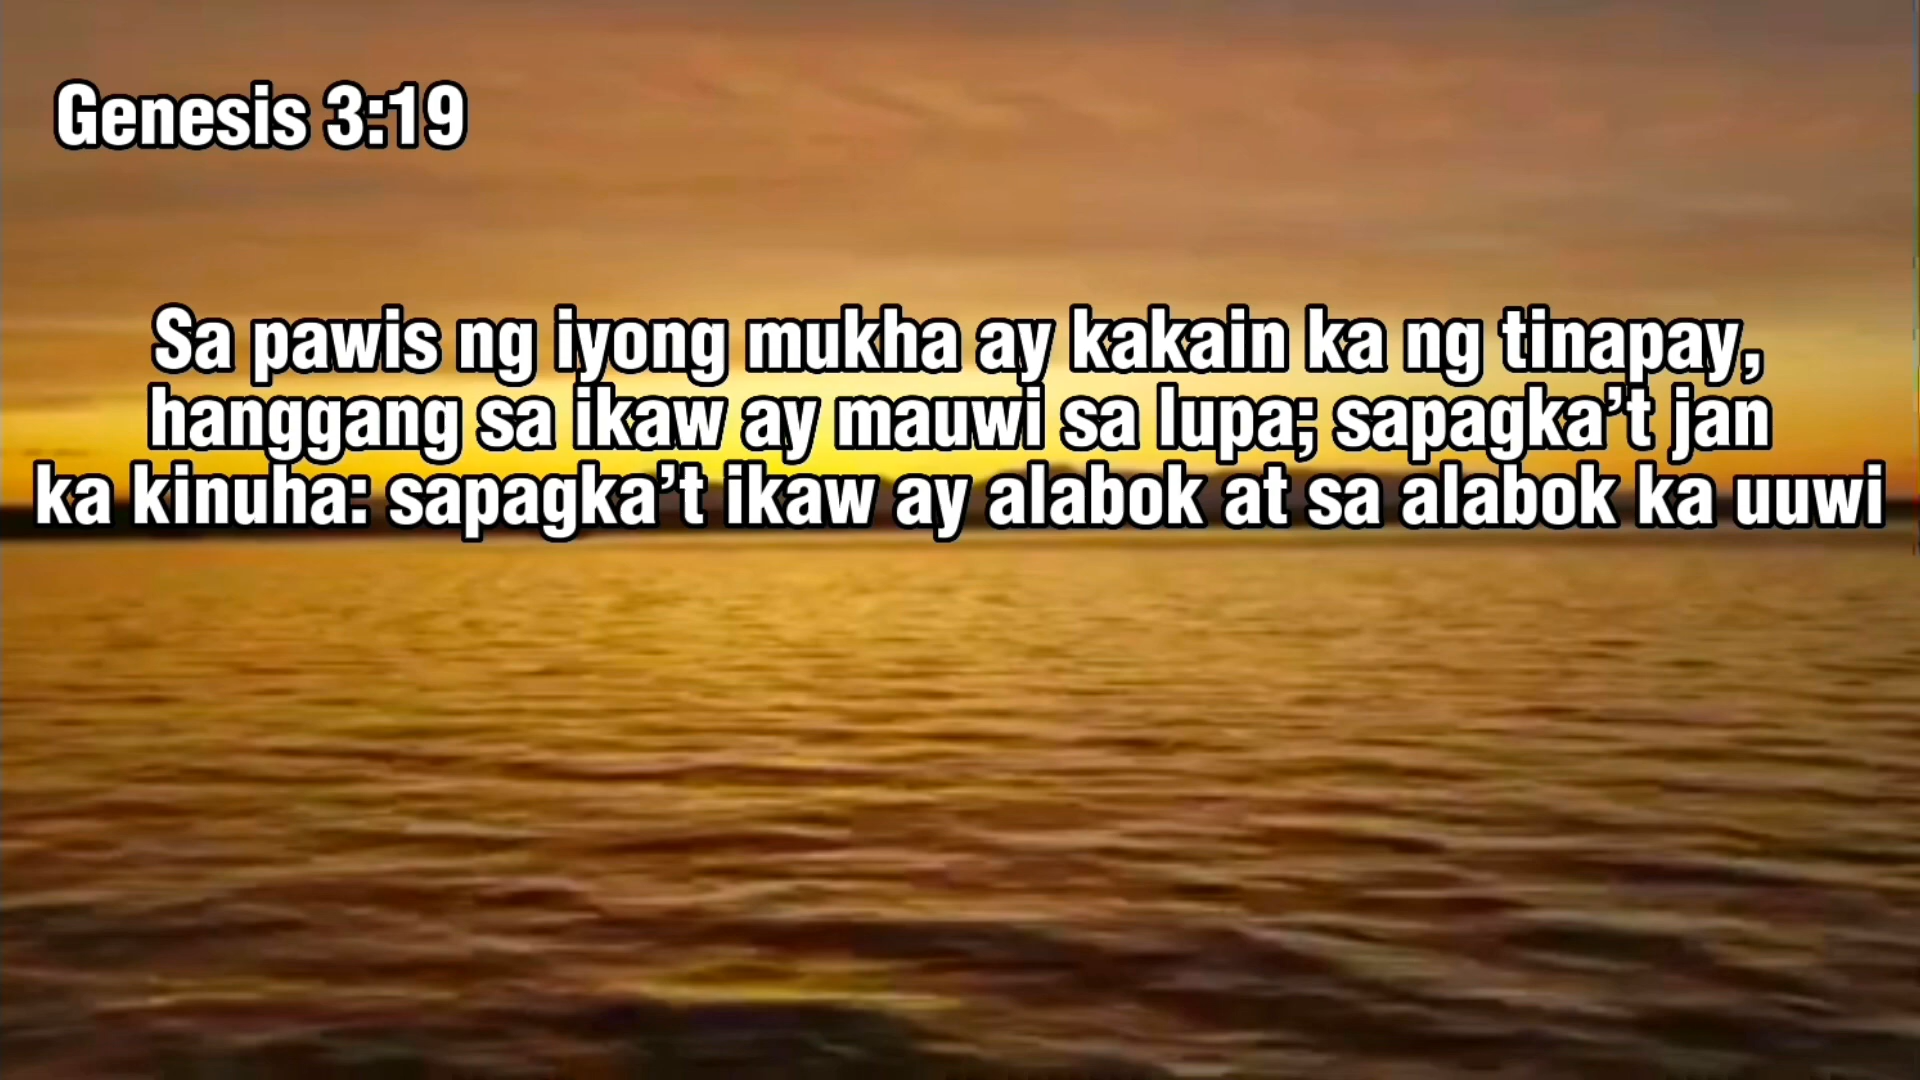 Genesis 3:19
Sa pawis ng iyong mukha ay kakain ka ng tinapay,
hanggang sa ikaw ay mauwi sa lupa; sapagka’t jan
ka kinuha: sapagka’t ikaw ay alabok at sa alabok ka uuwi